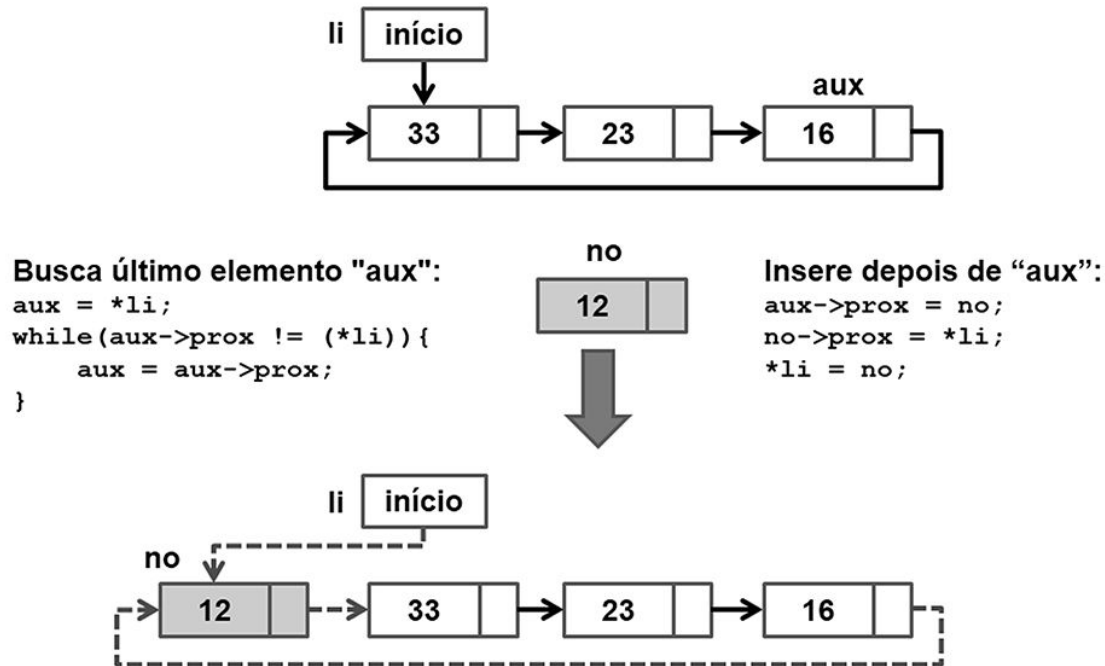 li início
aux
33 23 16
no
12
Busca último elemento "aux":
aux = *li;
while(aux->prox != (*li)){
    aux = aux->prox;
}
Insere depois de “aux”:
aux->prox = no;
no->prox = *li;
*li = no;
li início
no
12 33 23 16